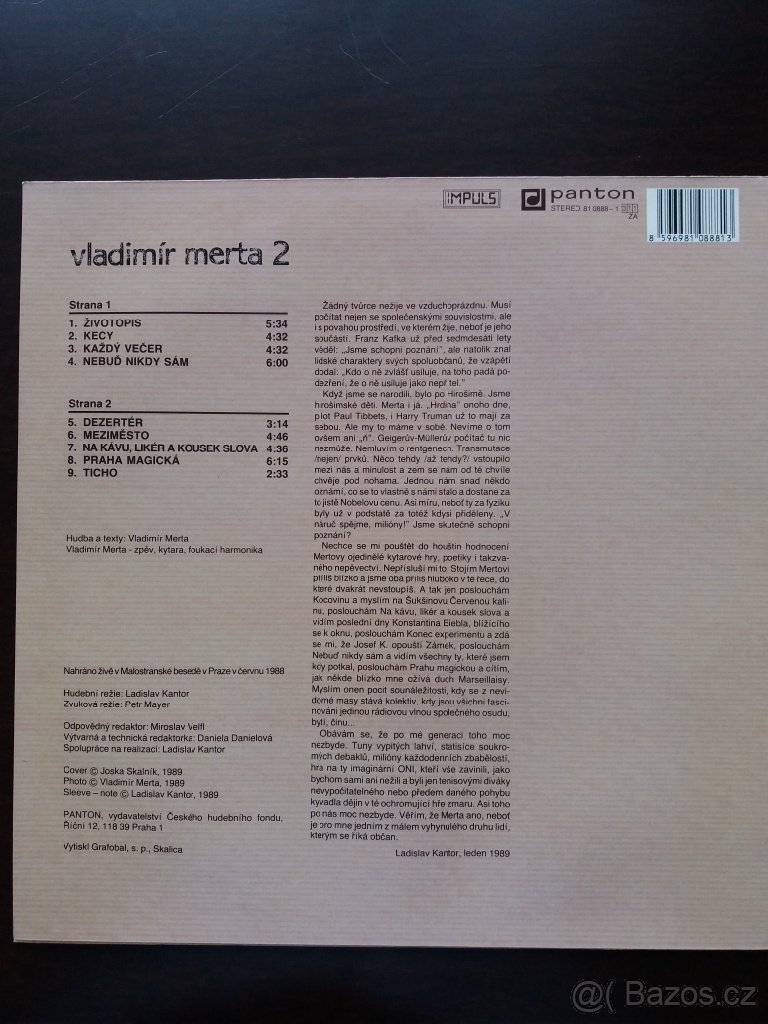 IMPULS
panton
STEREO 81 0888–1
ZA
8 596981 088813
vladimír merta 2
Strana 1
1. ŽIVOTOPIS 5:34
2. KECY 4:32
3. KAŽDÝ VEČER 4:32
4. NEBUĎ NIKDY SÁM 6:00
Strana 2
5. DEZERTÉR 3:14
6. MEZIMĚSTO 4:46
7. NA KÁVU, LIKÉR A KOUSEK SLOVA 4:36
8. PRAHA MAGICKÁ 6:15
9. TICHO 2:33
Hudba a texty: Vladimír Merta
Vladimír Merta - zpěv, kytara, foukací harmonika
Nahráno živě v Malostranské besedě v Praze v červnu 1988
Hudební režie: Ladislav Kantor
Zvuková režie: Petr Mayer
Odpovědný redaktor: Miroslav Velfl
Výtvarná a technická redaktorka: Daniela Danielová
Spolupráce na realizaci: Ladislav Kantor
Cover © Joska Skalník, 1989
Photo © Vladimír Merta, 1989
Sleeve – note © Ladislav Kantor, 1989
PANTON, vydavatelství Českého hudebního fondu,
Říční 12, 118 39 Praha 1
Vytiskl Grafobal, s. p., Skalica
Žádný tvůrce nežije ve vzduchoprázdnu. Musí
počítat nejen se společenskými souvislostmi, ale
i s povahou prostředí, ve kterém žije, neboť je jeho
součástí. Franz Kafka už před sedmdesáti lety
věděl: „Jsme schopni poznání", ale natolik znal
lidské charaktery svých spoluobčanů, že vzápětí
dodal: „Kdo o ně zvlášť usiluje, na toho padá po-
dezření, že o ně usiluje jako nepřítel."
Když jsme se narodili, bylo po Hirošimě. Jsme
hirošimské děti. Merta i já. „Hrdina" onoho dne,
pilot Paul Tibbets, i Harry Truman už to mají za
sebou. Ale my to máme v sobě. Nevíme o tom
ovšem ani „ň". Geigerův-Müllerův počítač tu nic
nezmůže. Nemluvím o rentgenech. Transmutace
/nejen/ prvků. Něco tehdy /až tehdy?/ vstoupilo
mezi nás a minulost a zem se nám od té chvíle
chvěje pod nohama. Jednou nám snad někdo
oznámí, co se to vlastně s námi stalo a dostane za
to jistě Nobelovu cenu. Asi míru, neboť ty za fyziku
byly už v podstatě za totéž kdysi přiděleny. „V
náruč spějme, milióny!" Jsme skutečně schopni
poznání?
Nechce se mi pouštět do houštin hodnocení
Mertovy ojedinělé kytarové hry, poetiky i takzva-
ného nepěvectví. Nepřísluší mi to. Stojím Mertovi
příliš blízko a jsme oba příliš hluboko v té řece, do
které dvakrát nevstoupíš. A tak jen poslouchám
Kocovinu a myslím na Šukšinovu Červenou kali-
nu, poslouchám Na kávu, likér a kousek slova a
vidím poslední dny Konstantina Biebla, blížícího
se k oknu, poslouchám Konec experimentu a zdá
se mi, že Josef K. opouští Zámek, poslouchám
Nebuď nikdy sám a vidím všechny ty, které jsem
kdy potkal, poslouchám Prahu magickou a cítím,
jak někde blízko mne ožívá duch Marseillaisy.
Myslím onen pocit sounáležitosti, kdy se z nevi-
domé masy stává kolektiv, kdy jsou všichni fasci-
nováni jedinou rádiovou vlnou společného osudu,
bytí, činu...
Obávám se, že po mé generaci toho moc
nezbyde. Tuny vypitých lahví, statisíce soukro-
mých debaklů, milióny každodenních zbabělostí,
hra na ty imaginární ONI, kteří vše zavinili, jako
bychom sami ani nežili a byli jen tenisovými diváky
nevypočitatelného nebo předem daného pohybu
kyvadla dějin v té ochromující hře zmaru. Asi toho
po nás moc nezbyde. Věřím, že Merta ano, neboť
je pro mne jedním z málem vyhynulého druhu lidí,
kterým se říká občan.
Ladislav Kantor, leden 1989
@( Bazos.cz